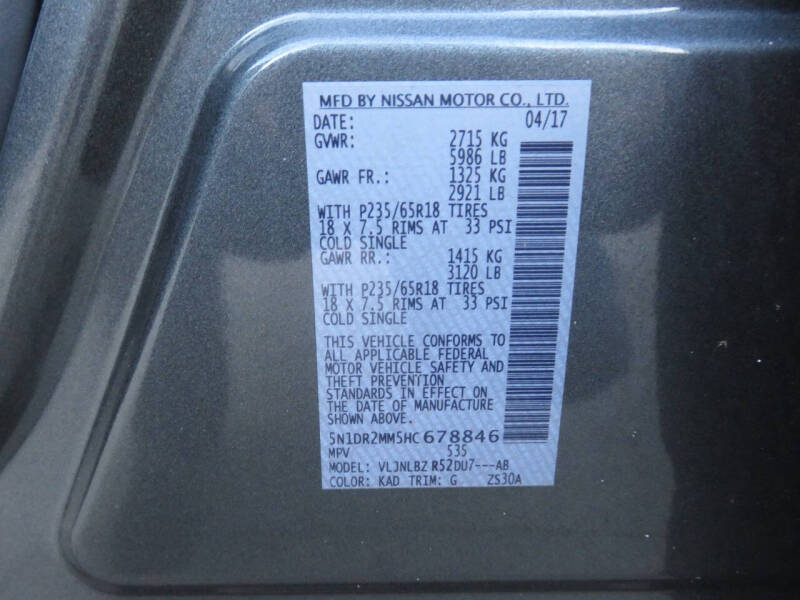 MFD BY NISSAN MOTOR CO., LTD.
DATE: 04/17
GVWR: 2715 KG
5986 LB
GAWR FR.: 1325 KG
2921 LB
WITH P235/65R18 TIRES
18 X 7.5 RIMS AT 33 PSI
COLD SINGLE
GAWR RR.: 1415 KG
3120 LB
WITH P235/65R18 TIRES
18 X 7.5 RIMS AT 33 PSI
COLD SINGLE
THIS VEHICLE CONFORMS TO
ALL APPLICABLE FEDERAL
MOTOR VEHICLE SAFETY AND
THEFT PREVENTION
STANDARDS IN EFFECT ON
THE DATE OF MANUFACTURE
SHOWN ABOVE.
5N1DR2MM5HC678846
MPV 535
MODEL: VLJNLBZ R52DU7---AB
COLOR: KAD TRIM: G ZS30A